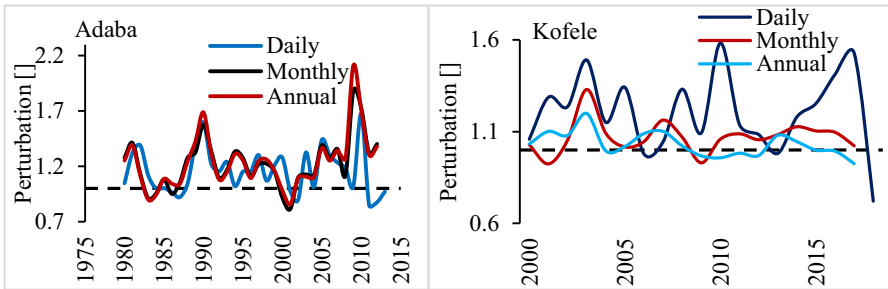 Adaba
Perturbation []
2.2
1.7
1.2
0.7
Daily
Monthly
Annual
1975
1980
1985
1990
1995
2000
2005
2010
2015
Kofele
Perturbation []
1.6
1.1
0.6
Daily
Monthly
Annual
2000
2005
2010
2015